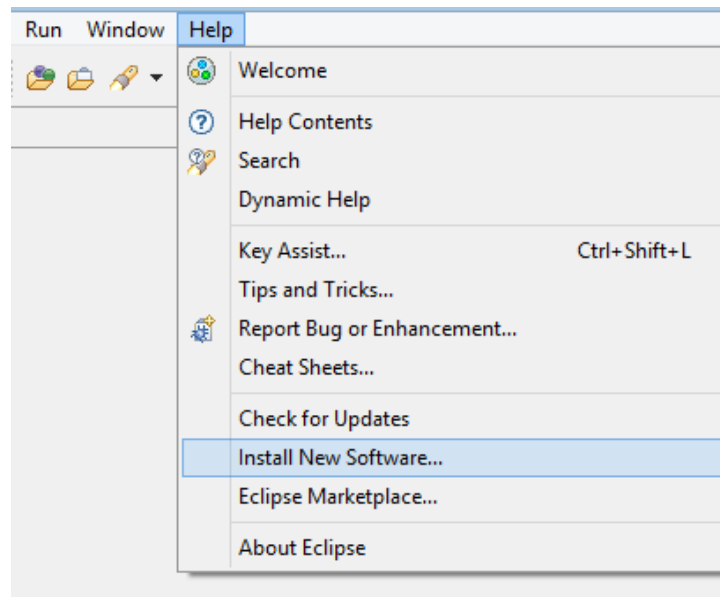 Run Window Help
Welcome
Help Contents
Search
Dynamic Help
Key Assist... Ctrl+Shift+L
Tips and Tricks...
Report Bug or Enhancement...
Cheat Sheets...
Check for Updates
Install New Software...
Eclipse Marketplace...
About Eclipse